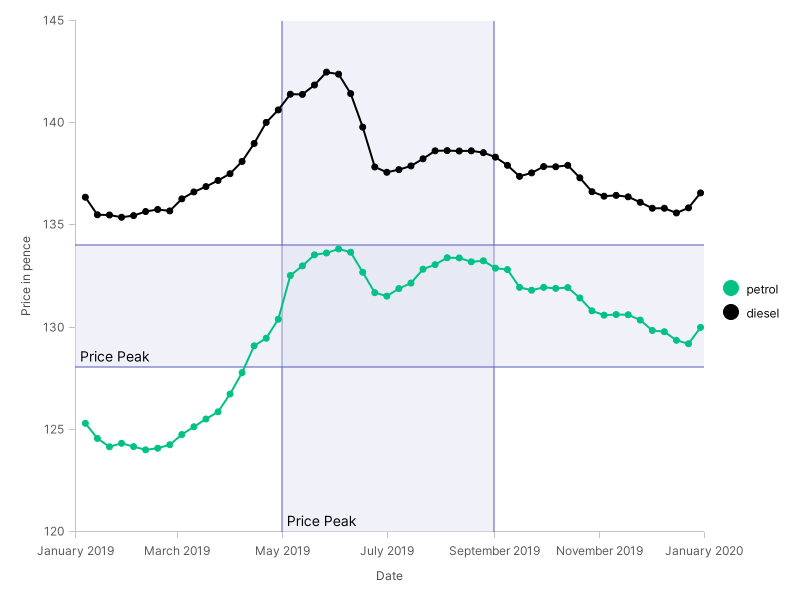 145
140
135
130
125
120
Price in pence
Price Peak
Price Peak
January 2019
March 2019
May 2019
July 2019
September 2019
November 2019
January 2020
Date
petrol
diesel